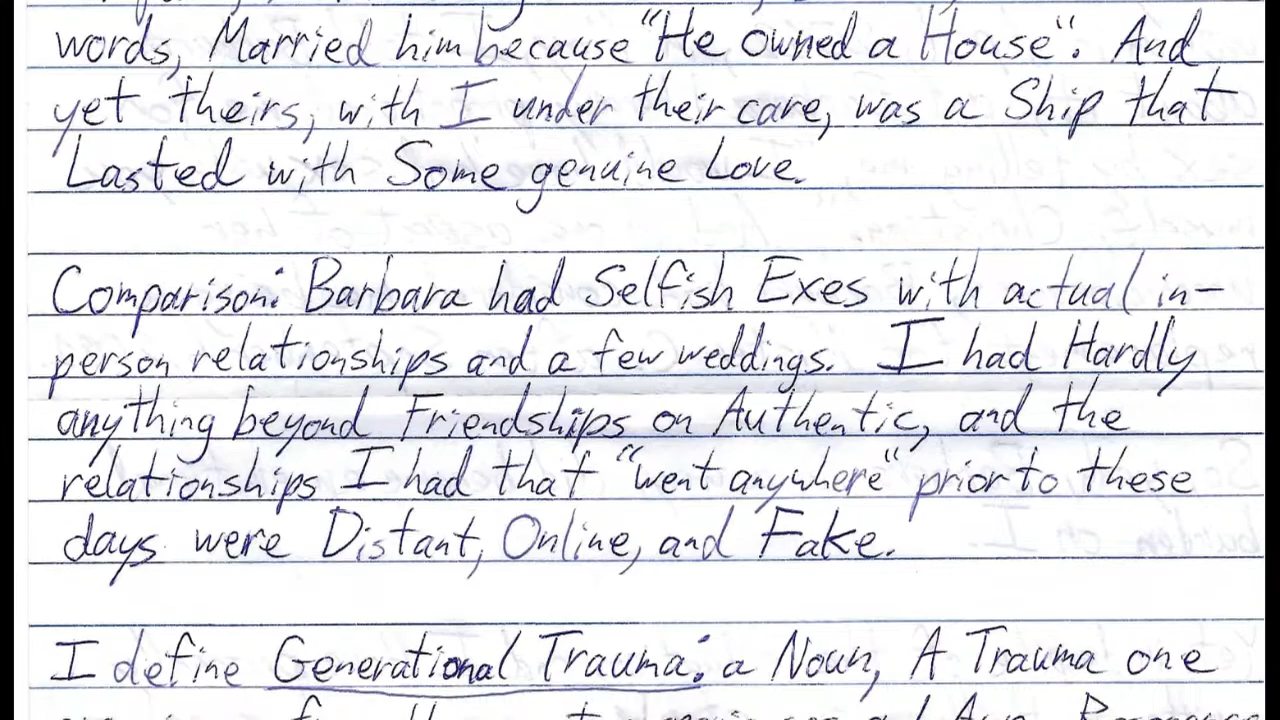 words, Married him because "He owned a House". And
yet theirs, with I under their care, was a Ship that
Lasted with Some genuine Love.
Comparison: Barbara had Selfish Exes with actual in-
person relationships and a few weddings. I had Hardly
anything beyond Friendships on Authentic, and the
relationships I had that "went anywhere" prior to these
days were Distant, Online, and Fake.
I define Generational Trauma: a Noun, A Trauma one